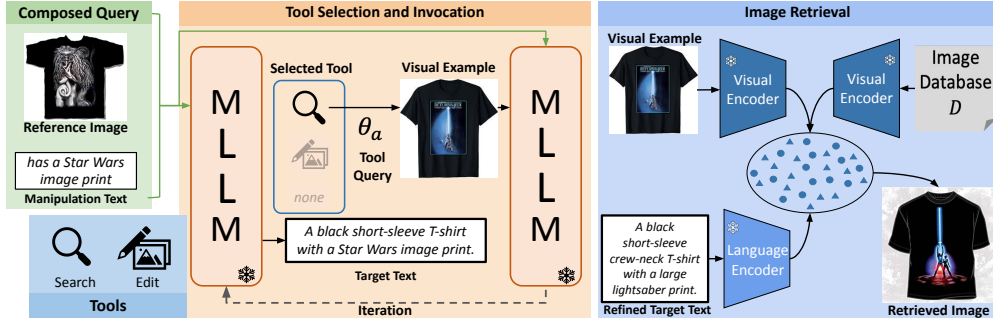 Composed Query
Reference Image
has a Star Wars
image print
Manipulation Text
Search
Edit
Tools
Tool Selection and Invocation
M
L
L
M
Selected Tool
none
θa
Tool
Query
Visual Example
A black short-sleeve T-shirt
with a Star Wars image print.
Target Text
M
L
L
M
Iteration
Image Retrieval
Visual Example
Visual
Encoder
Visual
Encoder
Image
Database
D
A black
short-sleeve
crew-neck T-shirt
with a large
lightsaber print.
Refined Target Text
Language
Encoder
Retrieved Image